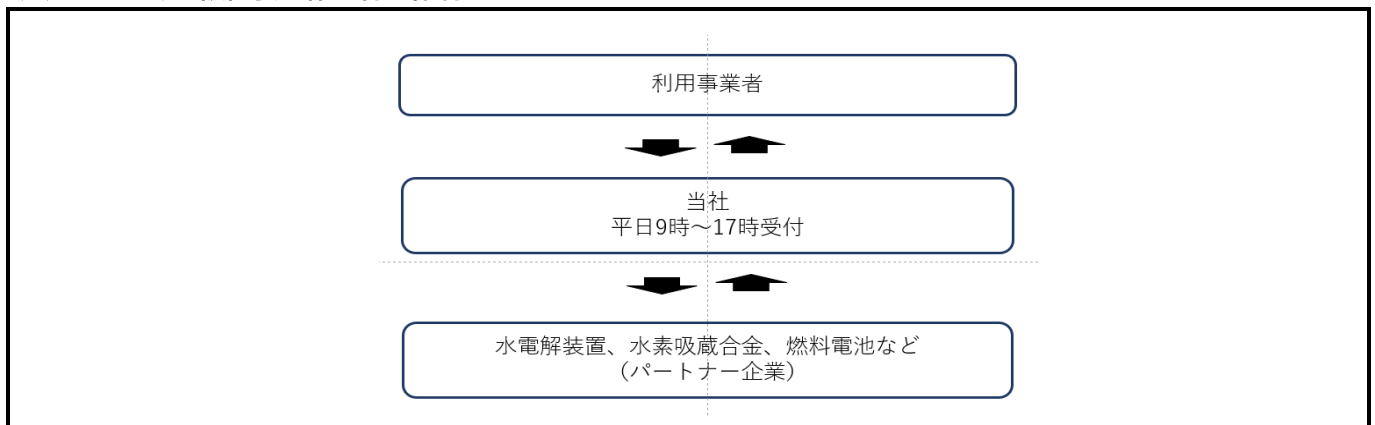 利用事業者
当社
平日9時～17時受付
水電解装置、水素吸蔵合金、燃料電池など
（パートナー企業）